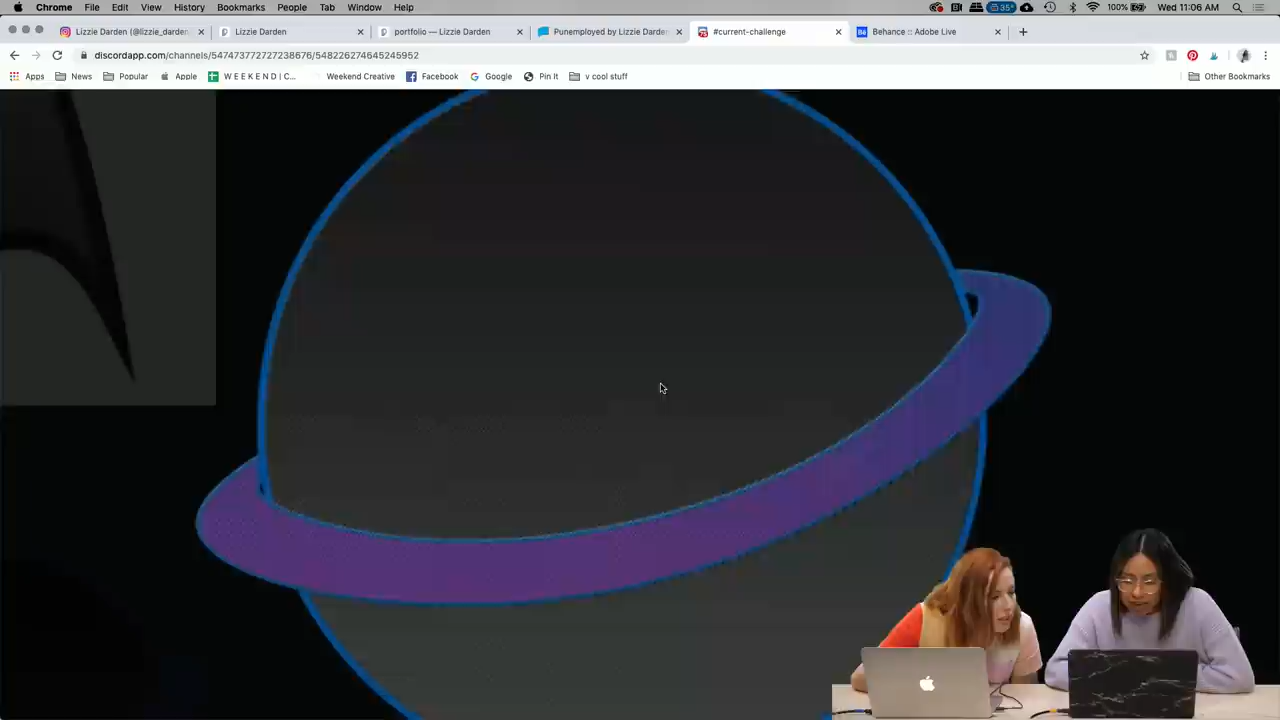 Chrome File Edit View History Bookmarks People Tab Window Help 35° 100% Wed 11:06 AM
Lizzie Darden (@lizzie_darden Lizzie Darden portfolio — Lizzie Darden Punemployed by Lizzie Darden #current-challenge Behance :: Adobe Live
discordapp.com/channels/547473772727238676/548226274645245952
Apps News Popular Apple W E E K E N D | C... Weekend Creative Facebook Google Pin It v cool stuff Other Bookmarks